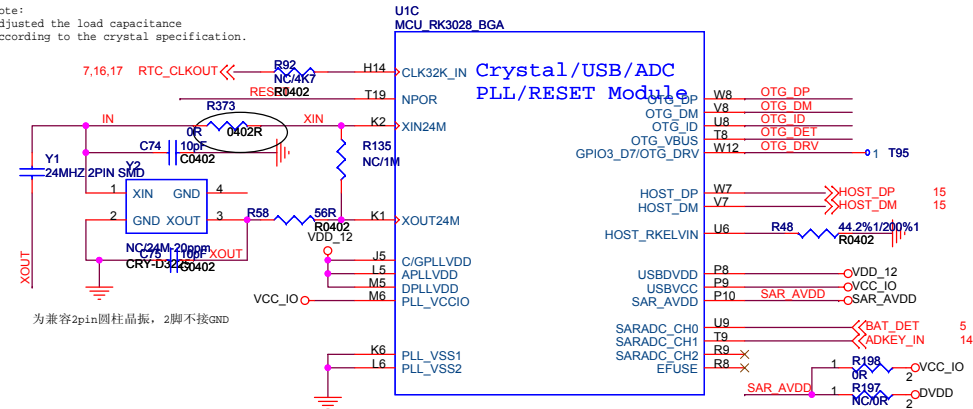 ote:
djusted the load capacitance
ccording to the crystal specification.
U1C
MCU_RK3028_BGA
Crystal/USB/ADC
PLL/RESET Module
7,16,17 RTC_CLKOUT
R92
NC/4K7
R0402
H14 CLK32K_IN
T19 NPOR
R373
IN
0R
0402R
XIN
K2 XIN24M
C74 10pF
C0402
R135
NC/1M
Y1
24MHZ 2PIN SMD
Y2
1 XIN GND 4
2 GND XOUT 3
R58 56R
R0402
K1 XOUT24M
NC/24M-20ppm
CRY-D3225
C75 10pF
C0402
XOUT
XOUT
VDD_12
J5 C/GPLLVDD
L5 APLLVDD
M5 DPLLVDD
VCC_IO M6 PLL_VCCIO
为兼容2pin圆柱晶振，2脚不接GND
K6 PLL_VSS1
L6 PLL_VSS2
OTG_DP W8 OTG_DP
OTG_DM V8 OTG_DM
OTG_ID U8 OTG_ID
OTG_VBUS T8 OTG_DET
GPIO3_D7/OTG_DRV W12 OTG_DRV 1 T95
HOST_DP W7 HOST_DP 15
HOST_DM V7 HOST_DM 15
HOST_RKELVIN U6 R48 44.2%1/200%1
R0402
USBDVDD P8 VDD_12
USBVCC P9 VCC_IO
SAR_AVDD P10 SAR_AVDD SAR_AVDD
SARADC_CH0 U9 BAT_DET 5
SARADC_CH1 T9 ADKEY_IN 14
SARADC_CH2 R9
EFUSE R8
1 R198 VCC_IO
0R 2
SAR_AVDD 1 R197 DVDD
NC/0R 2